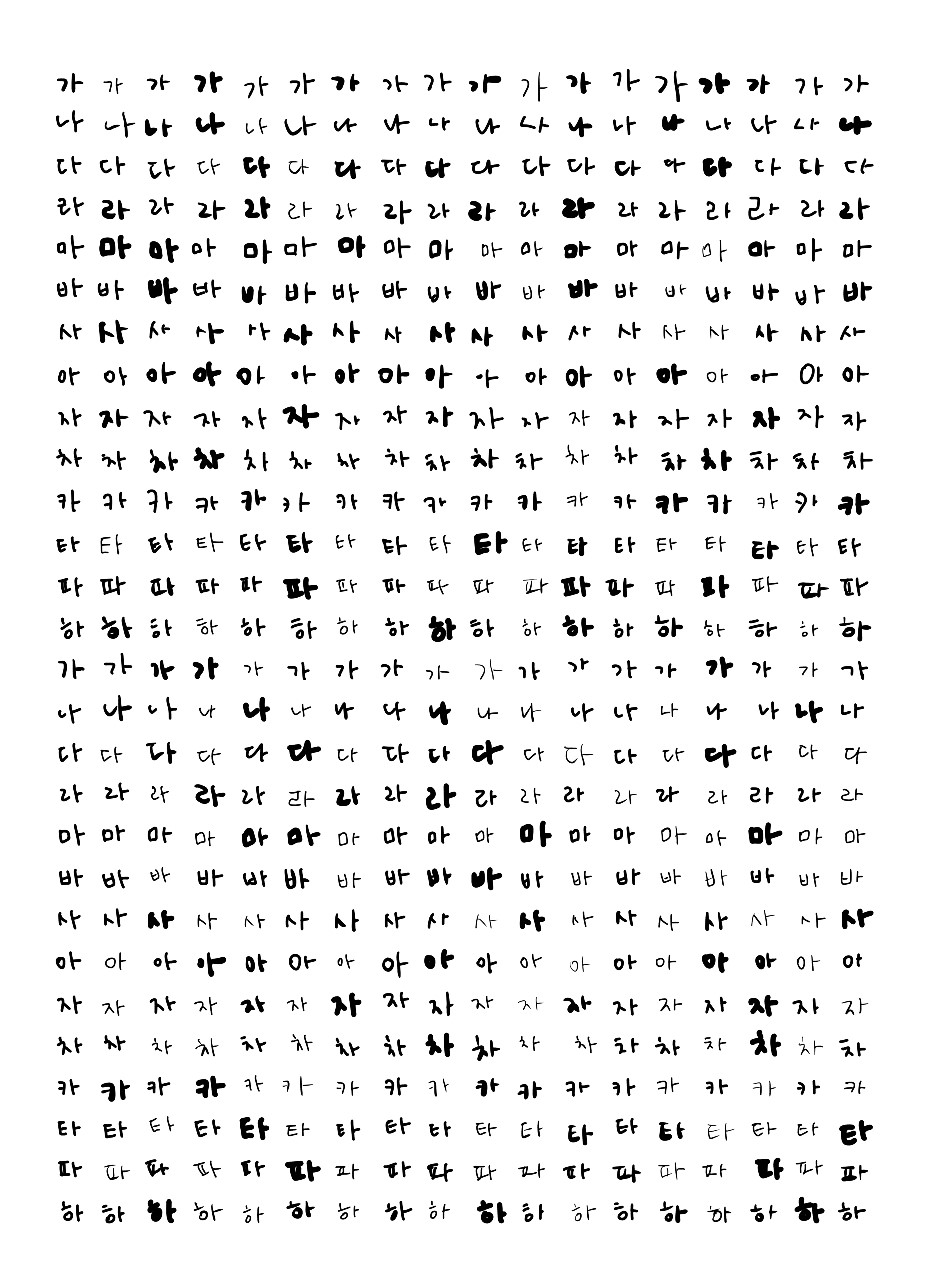 가 가 가 가 가 가 가 가 가 가 가 가 가 가 가 가 가 가
나 나 나 나 나 나 나 나 나 나 나 나 나 나 나 나 나 나
다 다 다 다 다 다 다 다 다 다 다 다 다 다 다 다 다 다
라 라 라 라 라 라 라 라 라 라 라 라 라 라 라 라 라 라
마 마 마 마 마 마 마 마 마 마 마 마 마 마 마 마 마 마
바 바 바 바 바 바 바 바 바 바 바 바 바 바 바 바 바 바
사 사 사 사 사 사 사 사 사 사 사 사 사 사 사 사 사 사
아 아 아 아 아 아 아 아 아 아 아 아 아 아 아 아 아 아
자 자 자 자 자 자 자 자 자 자 자 자 자 자 자 자 자 자
차 차 차 차 차 차 차 차 차 차 차 차 차 차 차 차 차 차
카 카 카 카 카 카 카 카 카 카 카 카 카 카 카 카 카 카
타 타 타 타 타 타 타 타 타 타 타 타 타 타 타 타 타 타
파 파 파 파 파 파 파 파 파 파 파 파 파 파 파 파 파 파
하 하 하 하 하 하 하 하 하 하 하 하 하 하 하 하 하 하
가 가 가 가 가 가 가 가 가 가 가 가 가 가 가 가 가 가
나 나 나 나 나 나 나 나 나 나 나 나 나 나 나 나 나 나
다 다 다 다 다 다 다 다 다 다 다 다 다 다 다 다 다 다
라 라 라 라 라 라 라 라 라 라 라 라 라 라 라 라 라 라
마 마 마 마 마 마 마 마 마 마 마 마 마 마 마 마 마 마
바 바 바 바 바 바 바 바 바 바 바 바 바 바 바 바 바 바
사 사 사 사 사 사 사 사 사 사 사 사 사 사 사 사 사 사
아 아 아 아 아 아 아 아 아 아 아 아 아 아 아 아 아 아
자 자 자 자 자 자 자 자 자 자 자 자 자 자 자 자 자 자
차 차 차 차 차 차 차 차 차 차 차 차 차 차 차 차 차 차
카 카 카 카 카 카 카 카 카 카 카 카 카 카 카 카 카 카
타 타 타 타 타 타 타 타 타 타 타 타 타 타 타 타 타 타
파 파 파 파 파 파 파 파 파 파 파 파 파 파 파 파 파 파
하 하 하 하 하 하 하 하 하 하 하 하 하 하 하 하 하 하